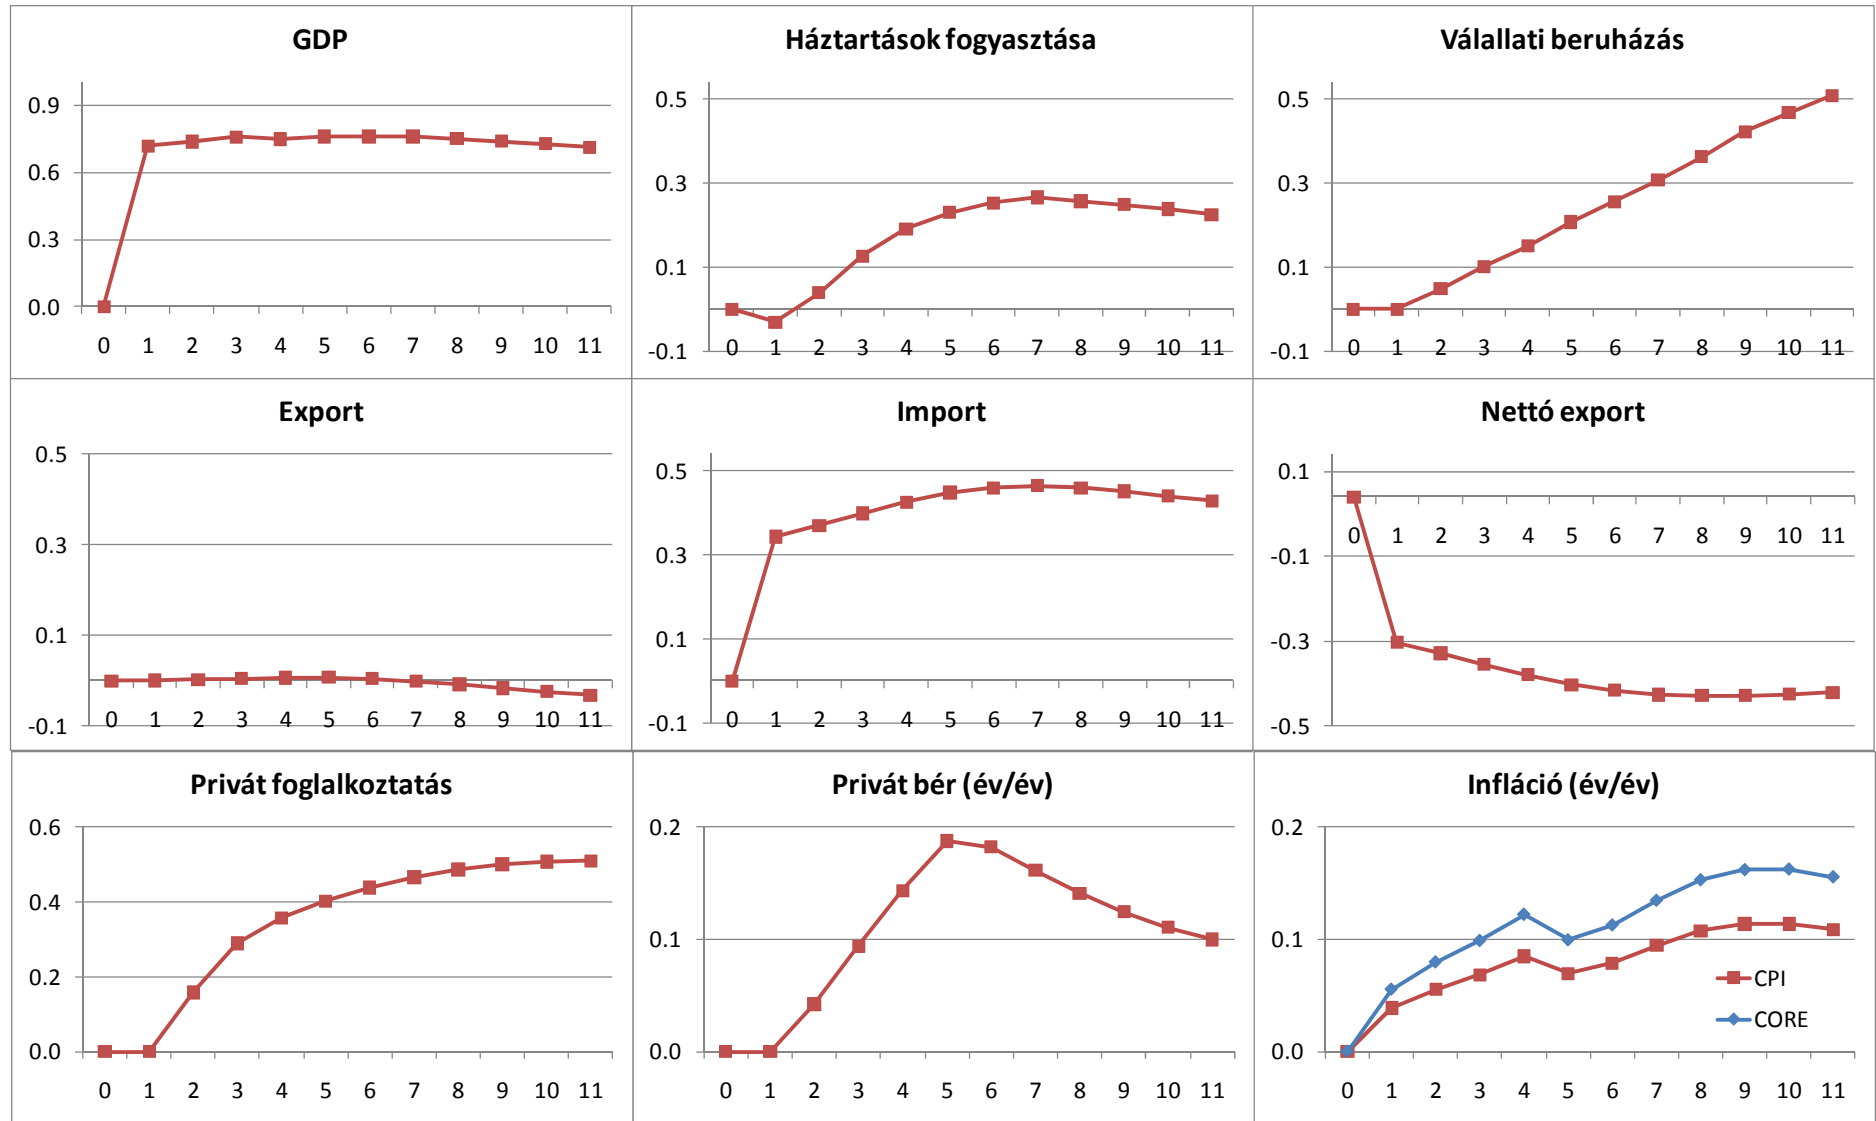 GDP
0.9
0.6
0.3
0.0
0 1 2 3 4 5 6 7 8 9 10 11
Háztartások fogyasztása
0.5
0.3
0.1
-0.1
0 1 2 3 4 5 6 7 8 9 10 11
Válallati beruházás
0.5
0.3
0.1
-0.1
0 1 2 3 4 5 6 7 8 9 10 11
Export
0.5
0.3
0.1
-0.1
0 1 2 3 4 5 6 7 8 9 10 11
Import
0.5
0.3
0.1
-0.1
0 1 2 3 4 5 6 7 8 9 10 11
Nettó export
0.1
0 1 2 3 4 5 6 7 8 9 10 11
-0.1
-0.3
-0.5
Privát foglalkoztatás
0.6
0.4
0.2
0.0
0 1 2 3 4 5 6 7 8 9 10 11
Privát bér (év/év)
0.2
0.1
0.0
0 1 2 3 4 5 6 7 8 9 10 11
Infláció (év/év)
0.2
0.1
CPI
CORE
0.0
0 1 2 3 4 5 6 7 8 9 10 11